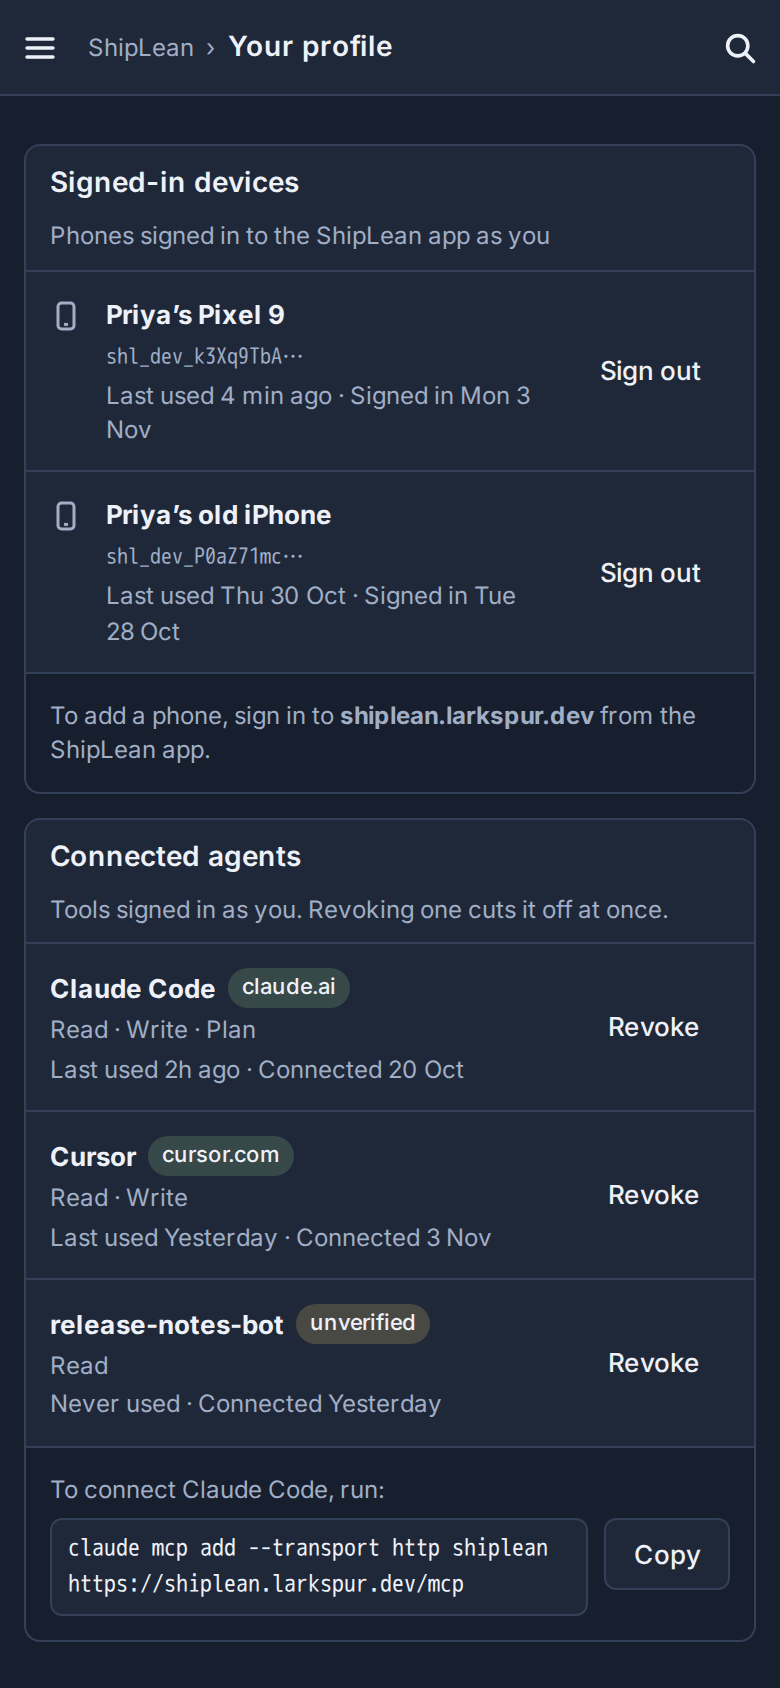 ShipLean › Your profile
Signed-in devices
Phones signed in to the ShipLean app as you
Priya’s Pixel 9
shl_dev_k3Xq9TbA···
Last used 4 min ago · Signed in Mon 3
Nov
Sign out
Priya’s old iPhone
shl_dev_P0aZ71mc···
Last used Thu 30 Oct · Signed in Tue
28 Oct
Sign out
To add a phone, sign in to shiplean.larkspur.dev from the
ShipLean app.
Connected agents
Tools signed in as you. Revoking one cuts it off at once.
Claude Code claude.ai
Read · Write · Plan
Last used 2h ago · Connected 20 Oct
Revoke
Cursor cursor.com
Read · Write
Last used Yesterday · Connected 3 Nov
Revoke
release-notes-bot unverified
Read
Never used · Connected Yesterday
Revoke
To connect Claude Code, run:
claude mcp add --transport http shiplean
https://shiplean.larkspur.dev/mcp
Copy